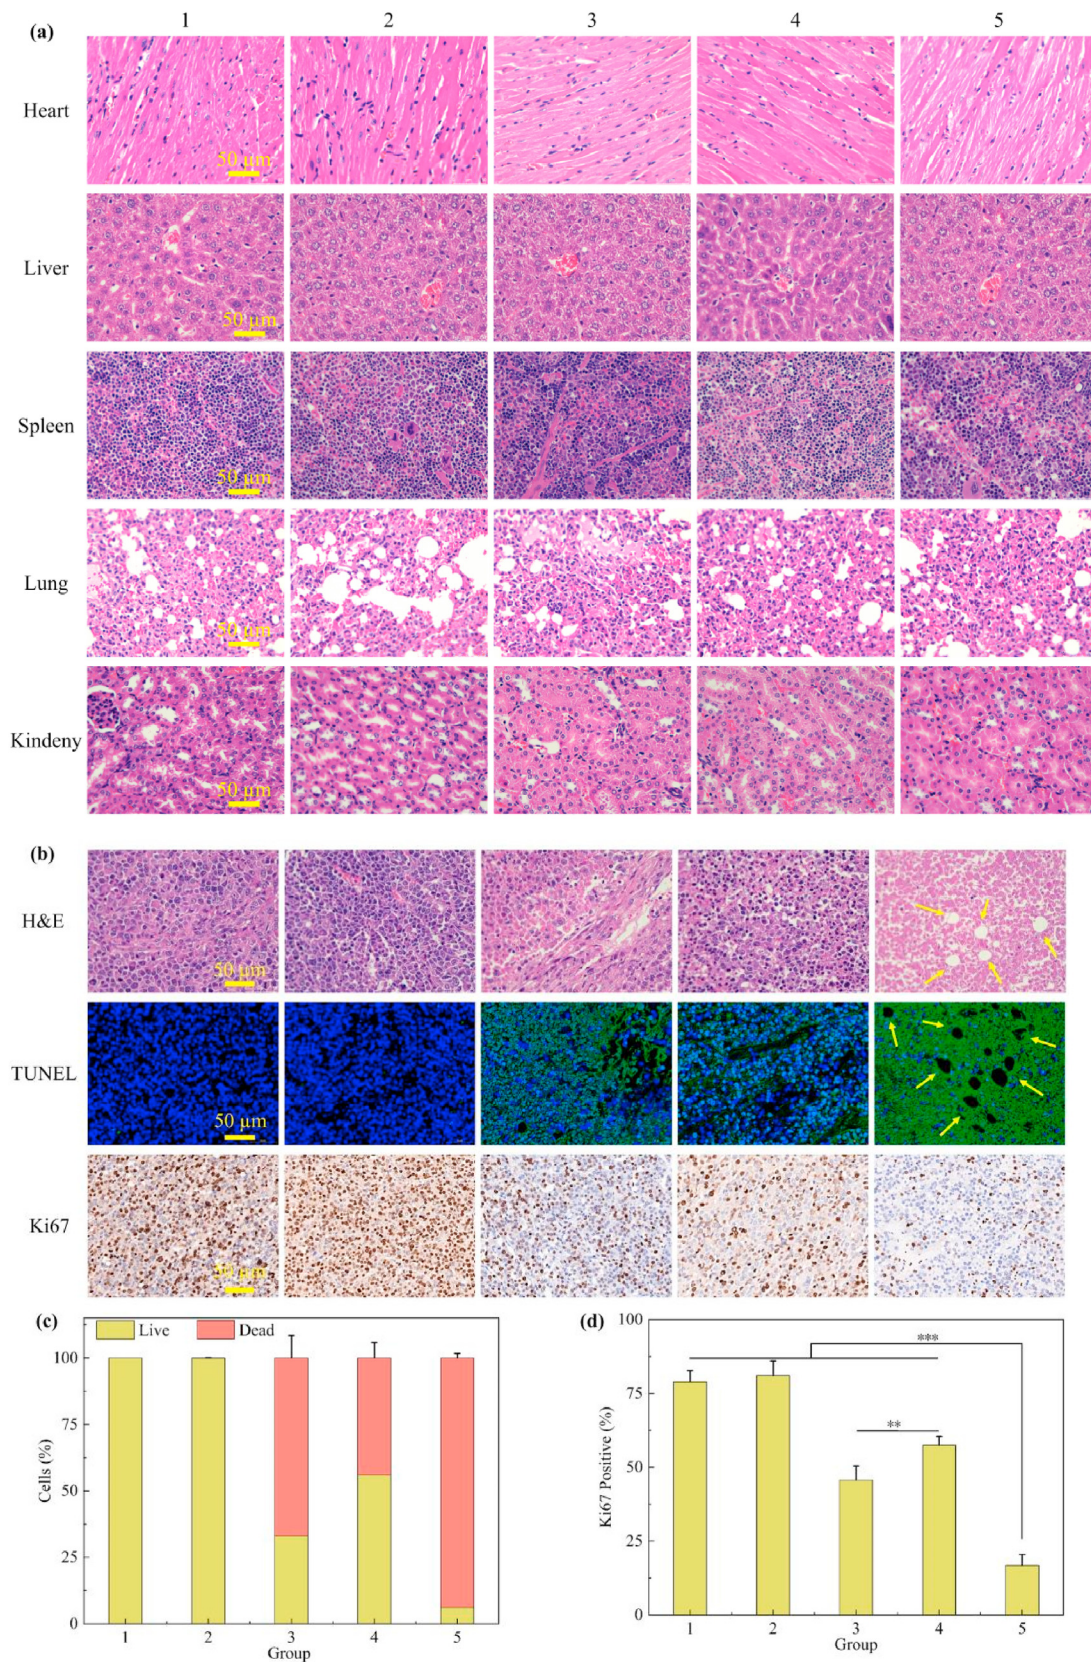 (a)
1 2 3 4 5
Heart
50 µm
Liver
50 µm
Spleen
50 µm
Lung
50 µm
Kindeny
50 µm
(b)
H&E
50 µm
TUNEL
50 µm
Ki67
50 µm
(c)
Live Dead
100
75
50
25
0
Cells (%)
1 2 3 4 5
Group
(d)
100
75
50
25
0
Ki67 Positive (%)
***
**
1 2 3 4 5
Group